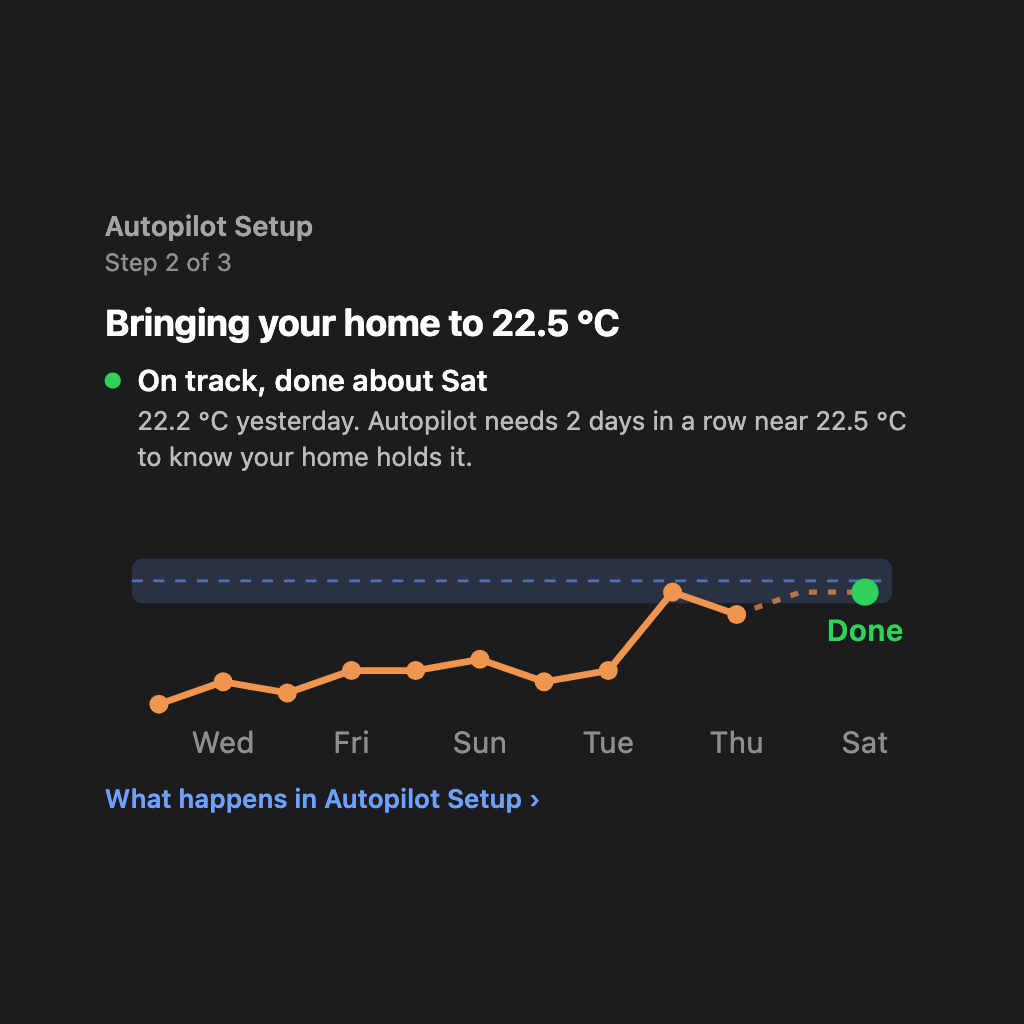 Autopilot Setup
Step 2 of 3
Bringing your home to 22.5 °C
On track, done about Sat
22.2 °C yesterday. Autopilot needs 2 days in a row near 22.5 °C
to know your home holds it.
Done
Wed Fri Sun Tue Thu Sat
What happens in Autopilot Setup ›